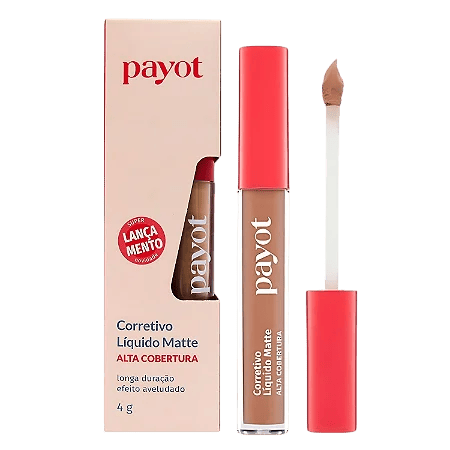 payot
SUPER
LANÇA
MENTO
novidade
payot
Corretivo
Líquido Matte
ALTA COBERTURA
longa duração
efeito aveludado
4 g
payot
Corretivo
Líquido Matte
ALTA COBERTURA